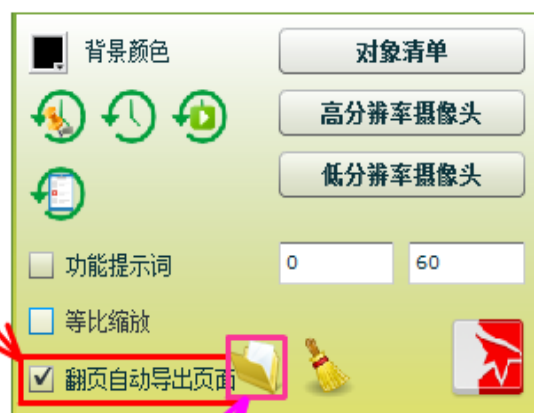 背景颜色
对象清单
高分辨率摄像头
低分辨率摄像头
功能提示词
0
60
等比缩放
翻页自动导出页面